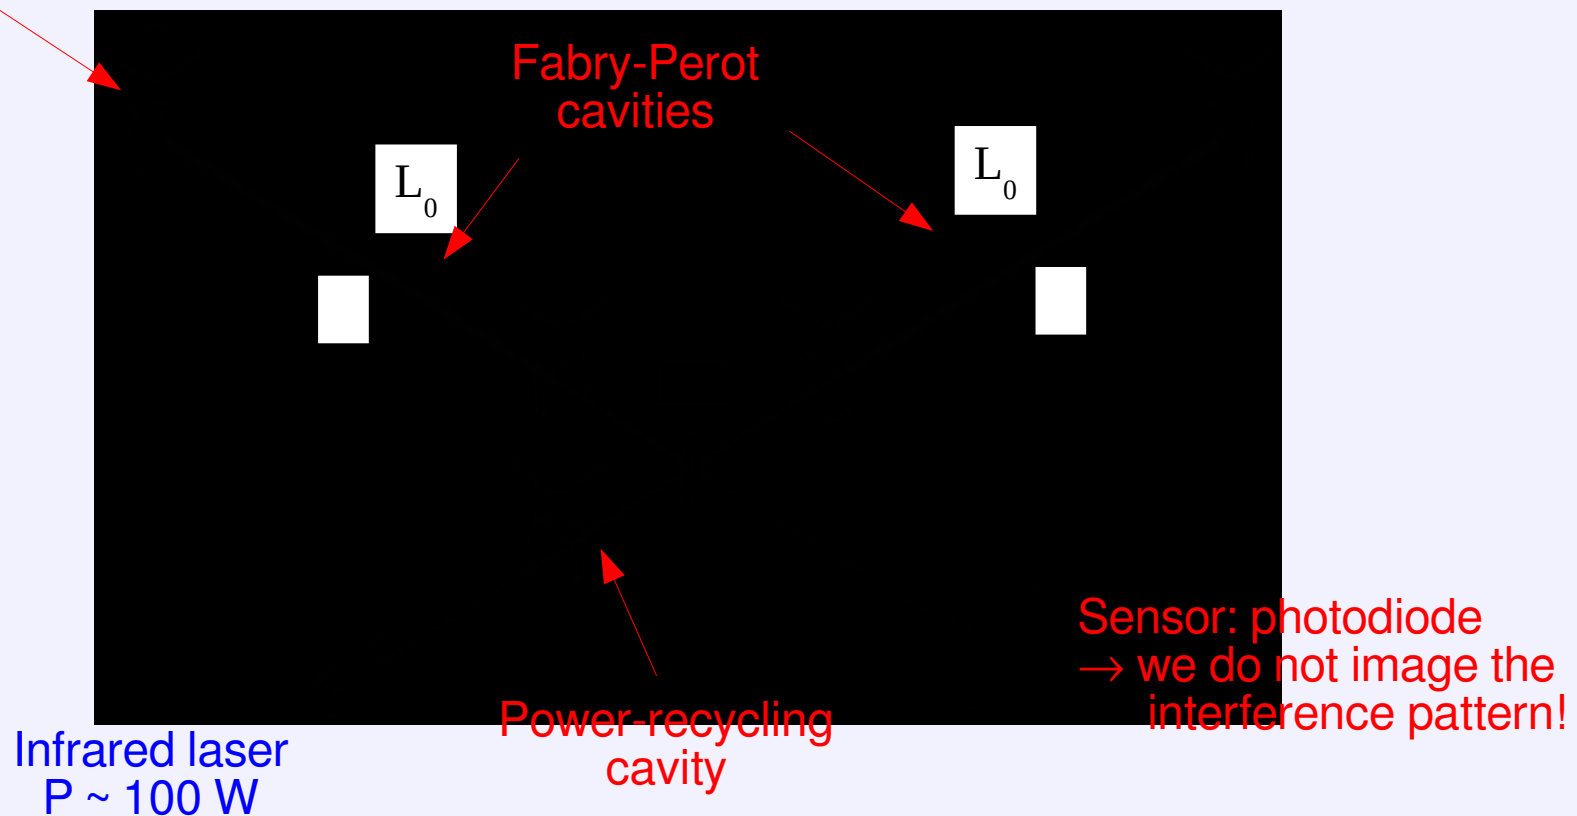 Fabry-Perot
cavities
L0
L0
Sensor: photodiode
→ we do not image the
interference pattern!
Power-recycling
cavity
Infrared laser
P ~ 100 W